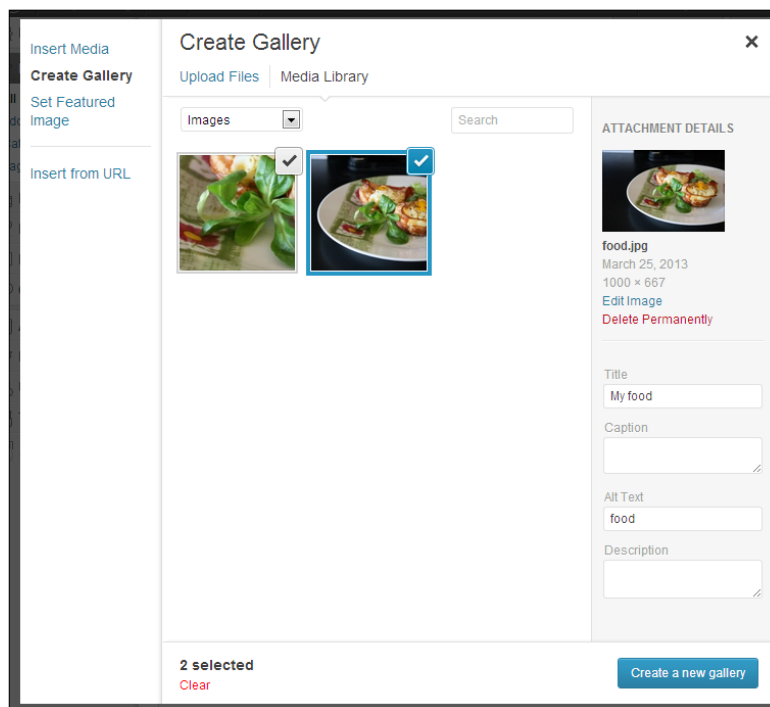 Insert Media
Create Gallery
Set Featured
Image
Insert from URL
Create Gallery
Upload Files
Media Library
Images
Search
ATTACHMENT DETAILS
food.jpg
March 25, 2013
1000 × 667
Edit Image
Delete Permanently
Title
My food
Caption
Alt Text
food
Description
2 selected
Clear
Create a new gallery